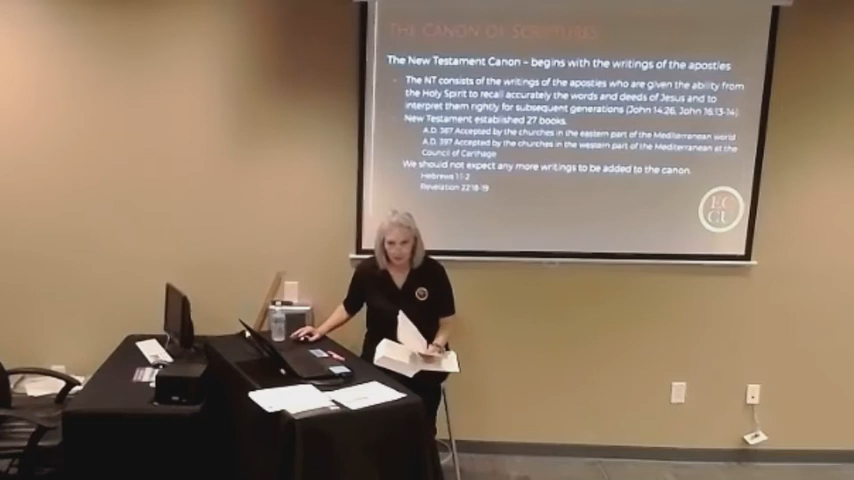 THE CANON OF SCRIPTURES
The New Testament Canon – begins with the writings of the apostles
The NT consists of the writings of the apostles who are given the ability from
the Holy Spirit to recall accurately the words and deeds of Jesus and to
interpret them rightly for subsequent generations (John 14:26, John 16:13-14)
New Testament established 27 books.
A.D. 367 Accepted by the churches in the eastern part of the Mediterranean world
A.D. 397 Accepted by the churches in the western part of the Mediterranean at the
Council of Carthage
We should not expect any more writings to be added to the canon.
Hebrews 1:1-2
Revelation 22:18-19
EC
CU